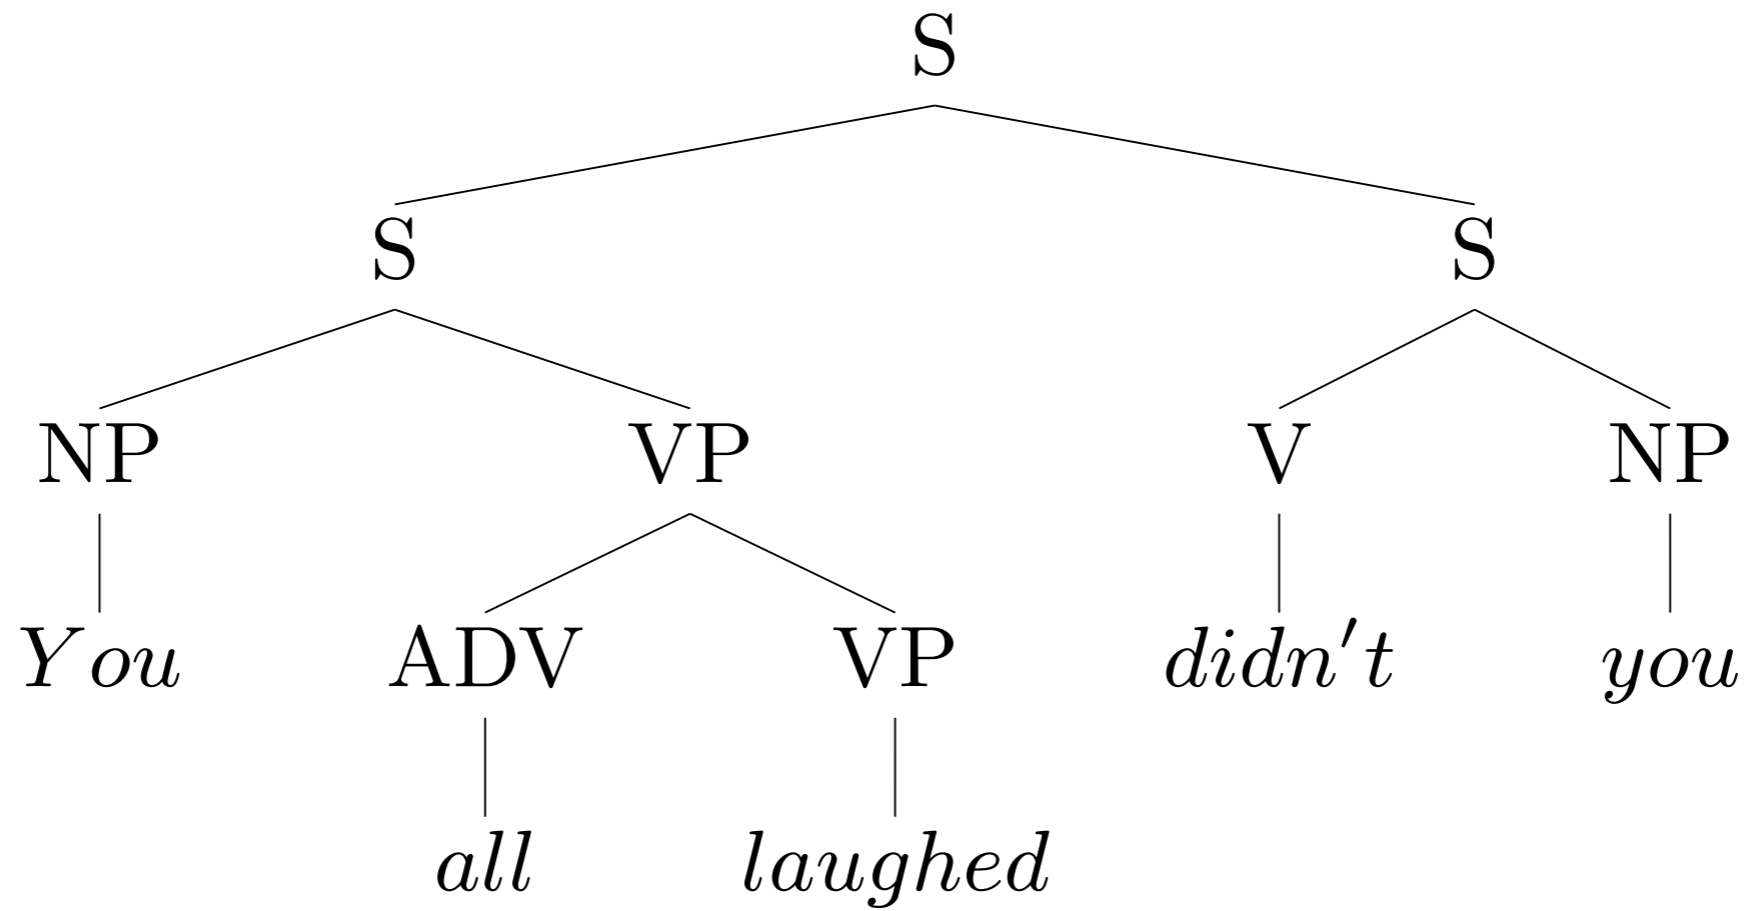 S
S S
NP VP V NP
You ADV VP didn't you
all laughed